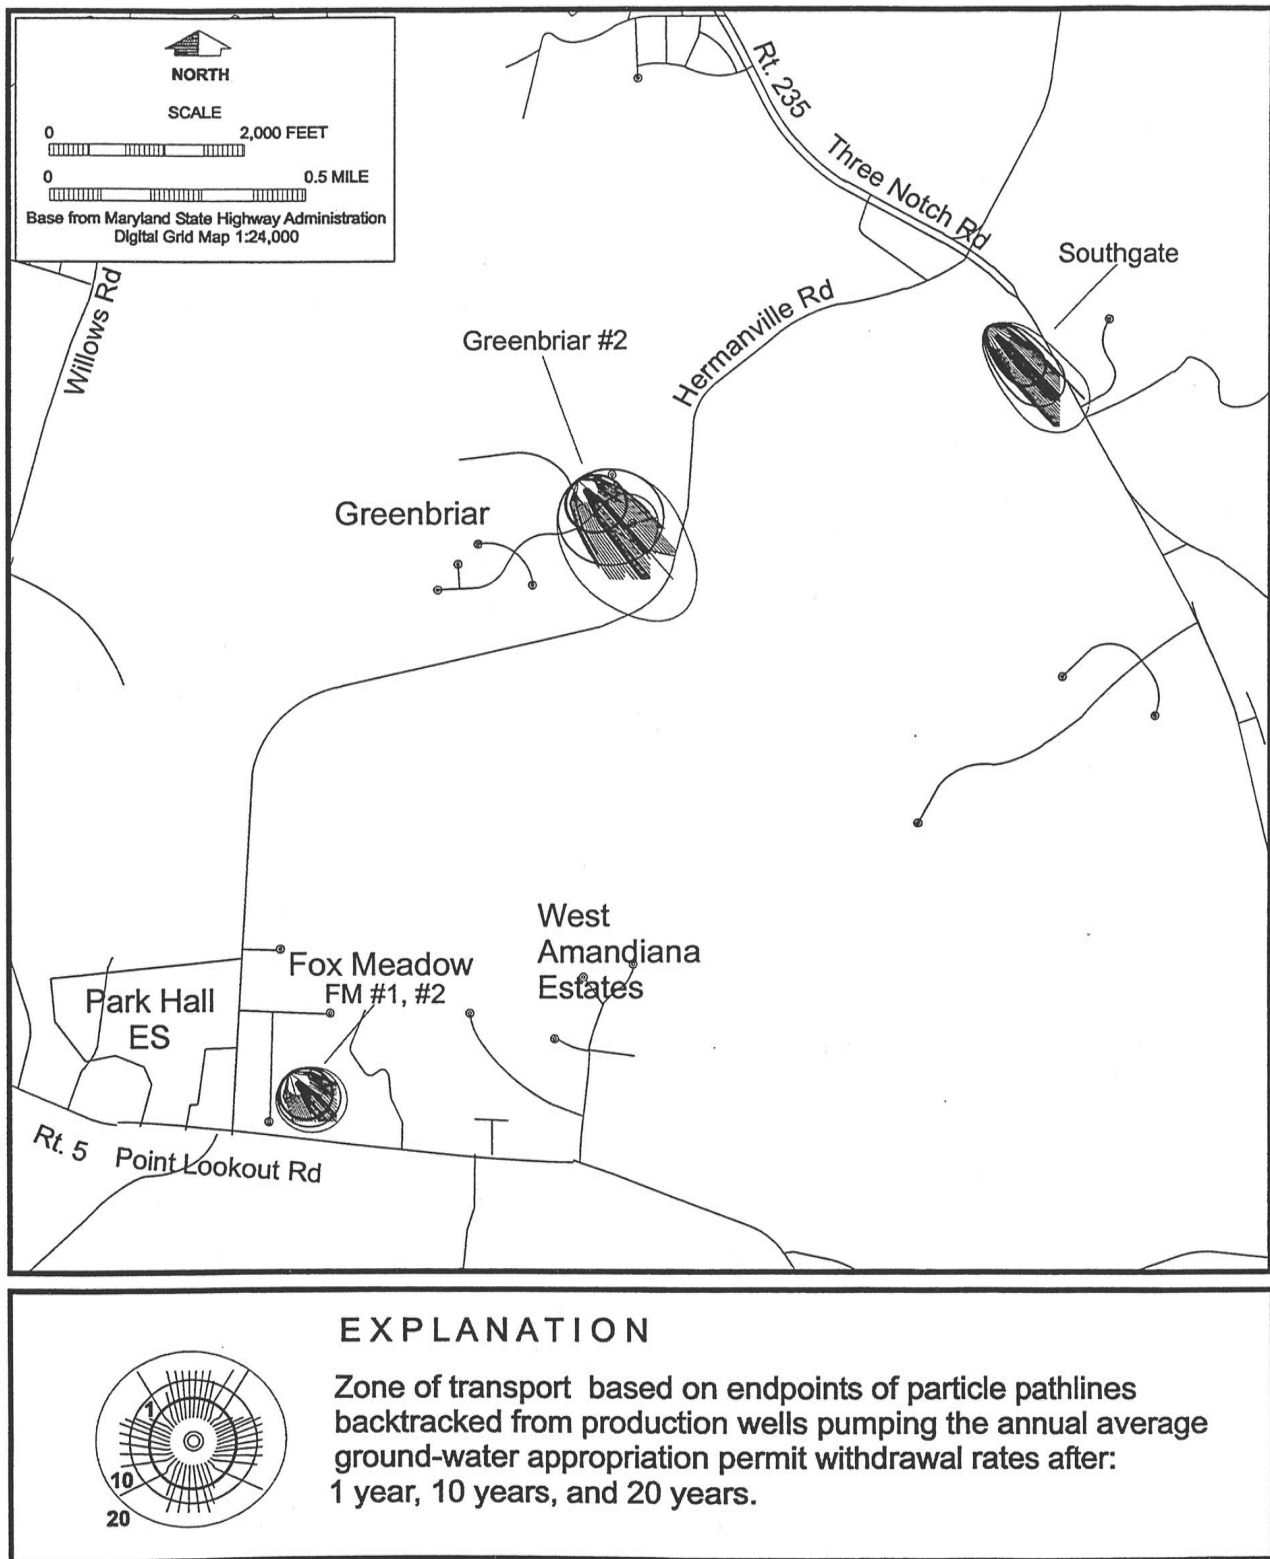 NORTH
SCALE
0 2,000 FEET
0 0.5 MILE
Base from Maryland State Highway Administration
Digital Grid Map 1:24,000
Rt. 235
Three Notch Rd
Southgate
Willows Rd
Hermanville Rd
Greenbriar #2
Greenbriar
West
Amandiana
Estates
Fox Meadow
FM #1, #2
Park Hall
ES
Rt. 5 Point Lookout Rd
EXPLANATION
1
10
20
Zone of transport based on endpoints of particle pathlines
backtracked from production wells pumping the annual average
ground-water appropriation permit withdrawal rates after:
1 year, 10 years, and 20 years.